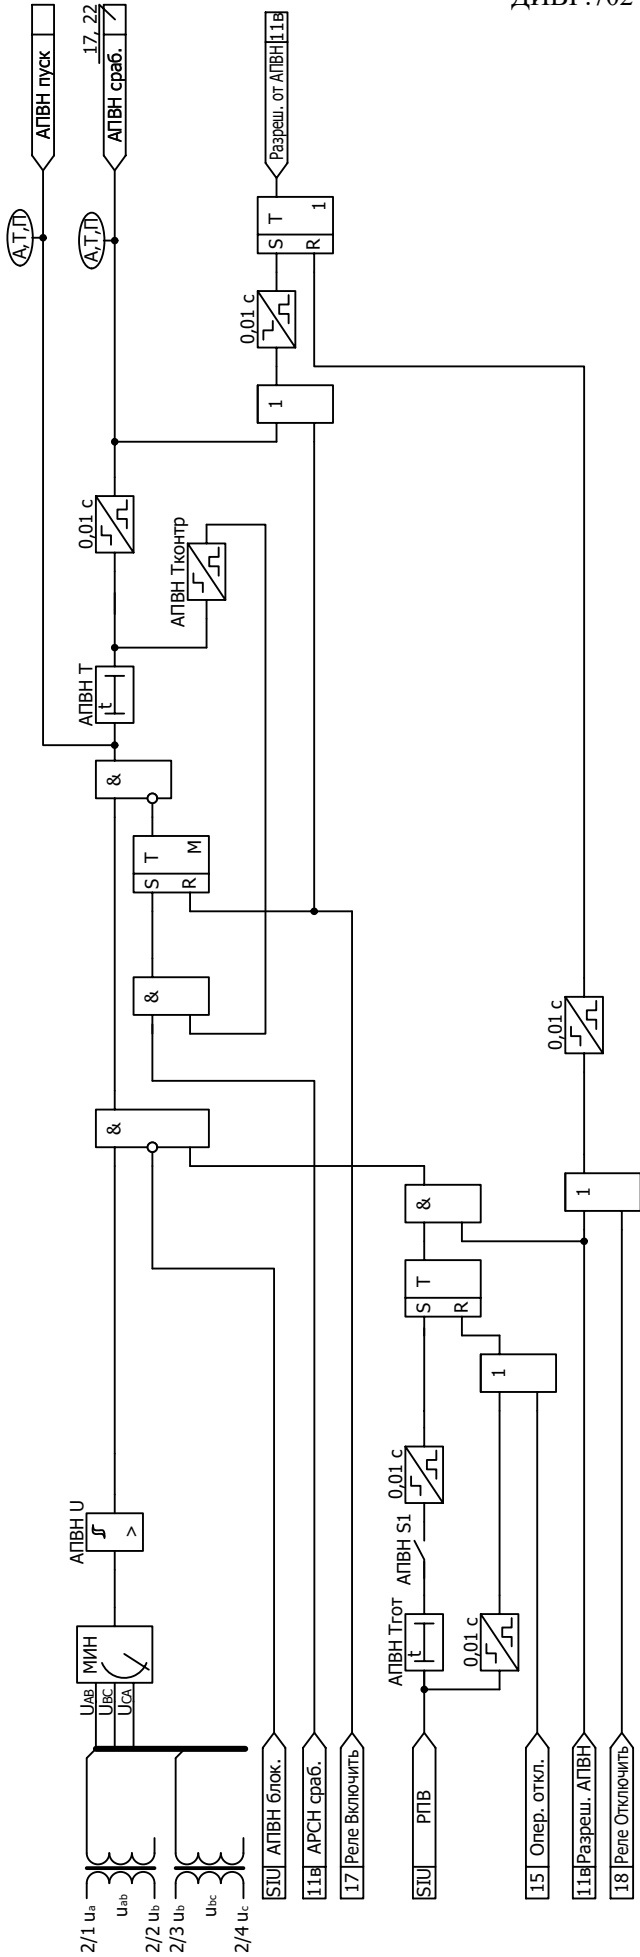 ДИВГ.702
АПВН пуск
17, 22
АПВН сраб.
А,Т,П
А,Т,П
Разреш. от АПВН 11в
S T
R 1
0,01 с
1
0,01 с
АПВН Тконтр
АПВН Т
t
&
S T
R M
&
&
АПВН U
>
МИН
UAB
UBC
UCA
2/1 ua
uab
2/2 ub
2/3 ub
ubc
2/4 uc
0,01 с
1
&
S T
R
1
0,01 с
АПВН S1
АПВН Тгот
t
0,01 с
SIU АПВН блок.
11в АРСН сраб.
17 Реле Включить
SIU РПВ
15 Опер. откл.
11в Разреш. АПВН
18 Реле Отключить